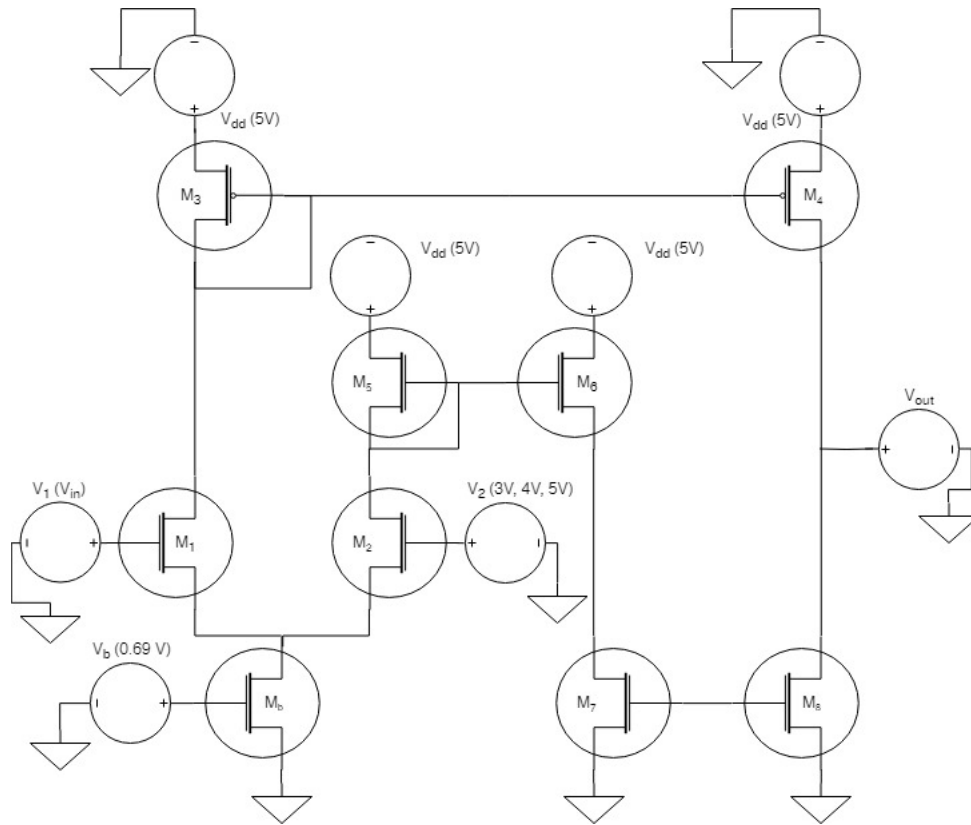 V_dd (5V)
V_dd (5V)
M_3
M_4
V_dd (5V)
V_dd (5V)
M_5
M_6
V_out
V_1 (V_in)
V_2 (3V, 4V, 5V)
M_1
M_2
V_b (0.69 V)
M_b
M_7
M_8